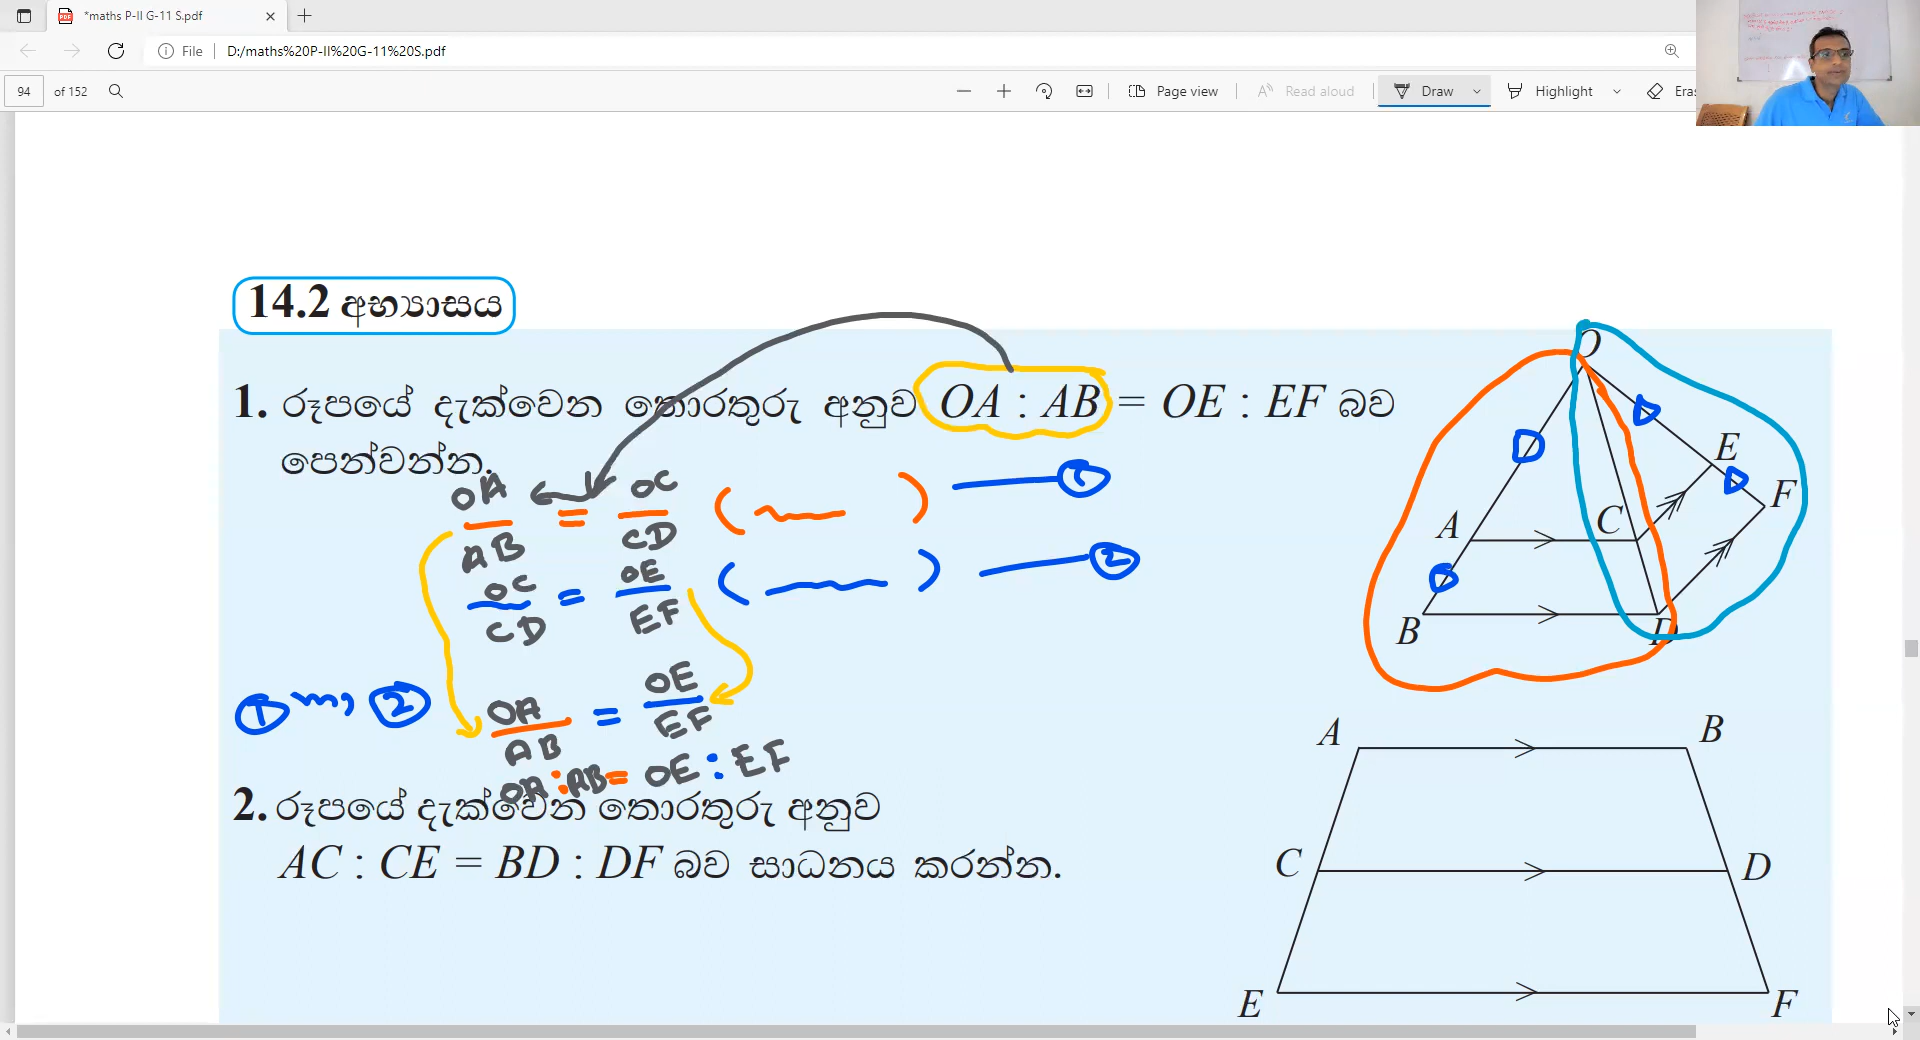 *maths P-II G-11 S.pdf
File D:/maths%20P-II%20G-11%20S.pdf
94 of 152 Page view Read aloud Draw Highlight Eras
14.2 අභ්‍යාසය
1. රූපයේ දැක්වෙන තොරතුරු අනුව OA : AB = OE : EF බව
පෙන්වන්න.
OA/AB = OC/CD ( ) 1
OC/CD = OE/EF ( ) 2
1 2 OA/AB = OE/EF
OA : AB = OE : EF
O
E
F
A
C
B
D
2. රූපයේ දැක්වෙන තොරතුරු අනුව
AC : CE = BD : DF බව සාධනය කරන්න.
A
B
C
D
E
F